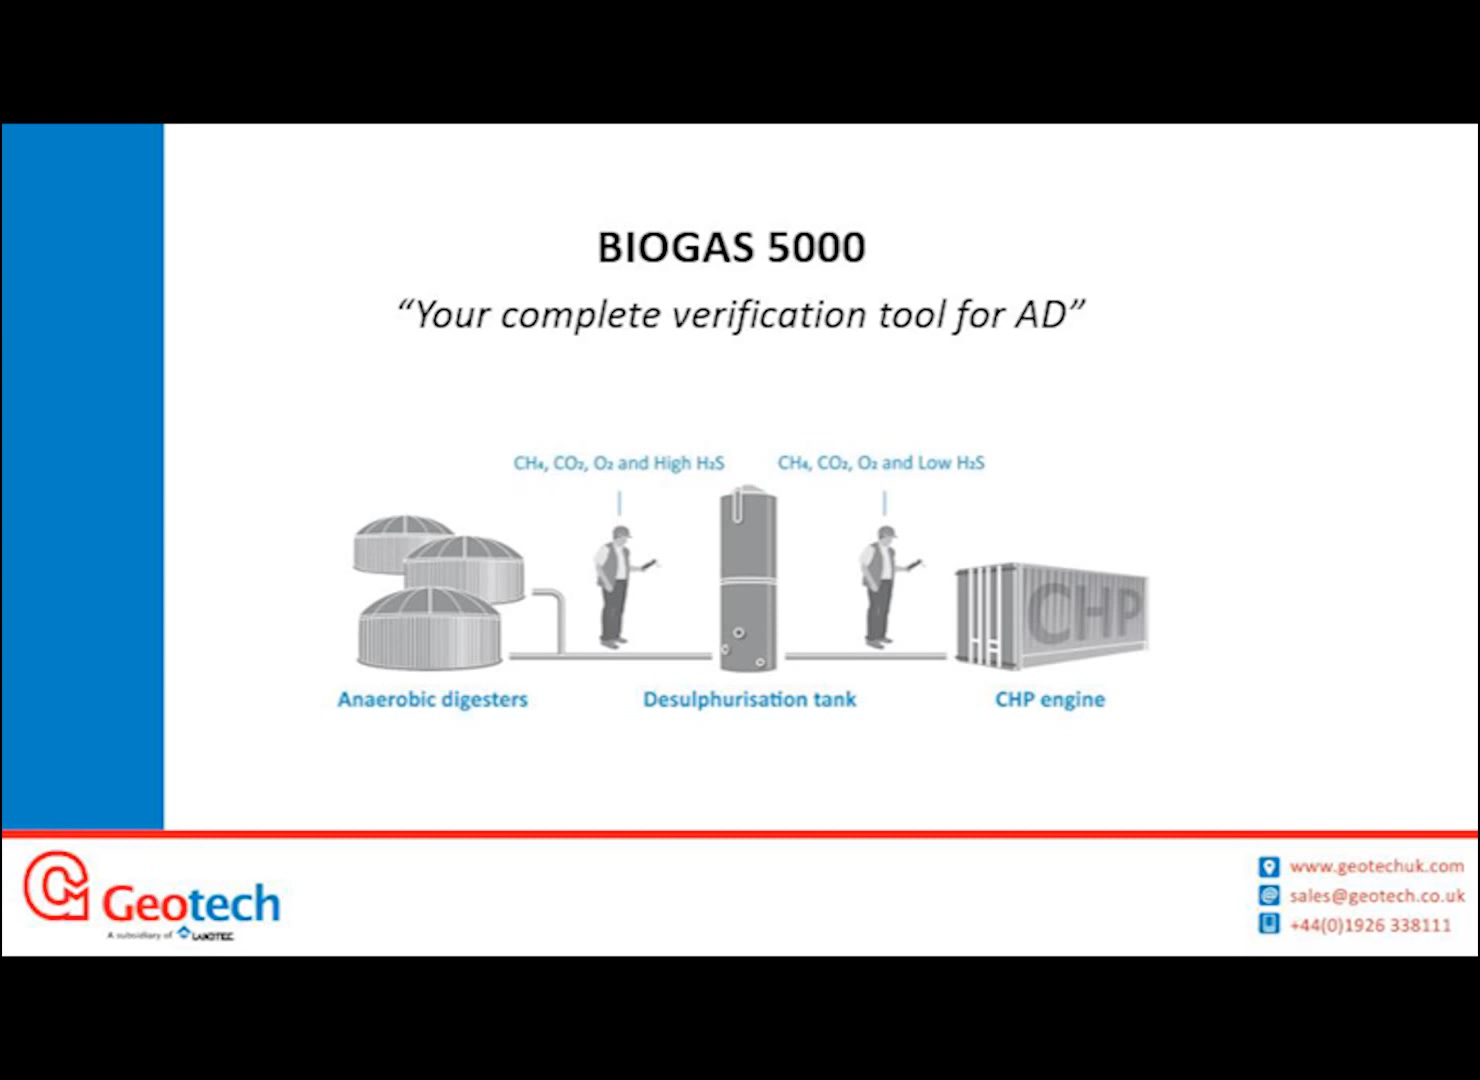 BIOGAS 5000
“Your complete verification tool for AD”
CH₄, CO₂, O₂ and High H₂S
CH₄, CO₂, O₂ and Low H₂S
CHP
Anaerobic digesters
Desulphurisation tank
CHP engine
Geotech
A subsidiary of
www.geotechuk.com
sales@geotech.co.uk
+44(0)1926 338111